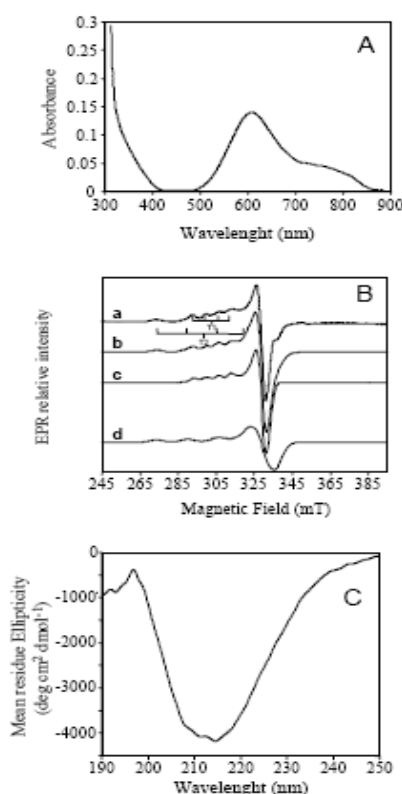 A
Absorbance
0.3
0.25
0.2
0.15
0.1
0.05
0
300 400 500 600 700 800 900
Wavelenght (nm)
B
EPR relative intensity
a
b
c
d
245 265 285 305 325 345 365 385
Magnetic Field (mT)
C
Mean residue Ellipticity
(deg cm² dmol⁻¹)
0
-1000
-2000
-3000
-4000
190 200 210 220 230 240 250
Wavelenght (nm)